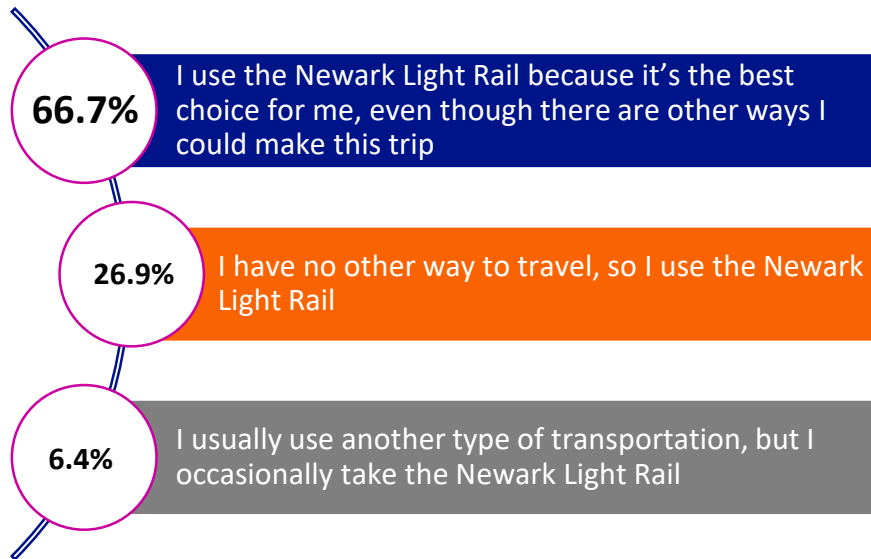 66.7%
I use the Newark Light Rail because it’s the best
choice for me, even though there are other ways I
could make this trip
26.9%
I have no other way to travel, so I use the Newark
Light Rail
6.4%
I usually use another type of transportation, but I
occasionally take the Newark Light Rail